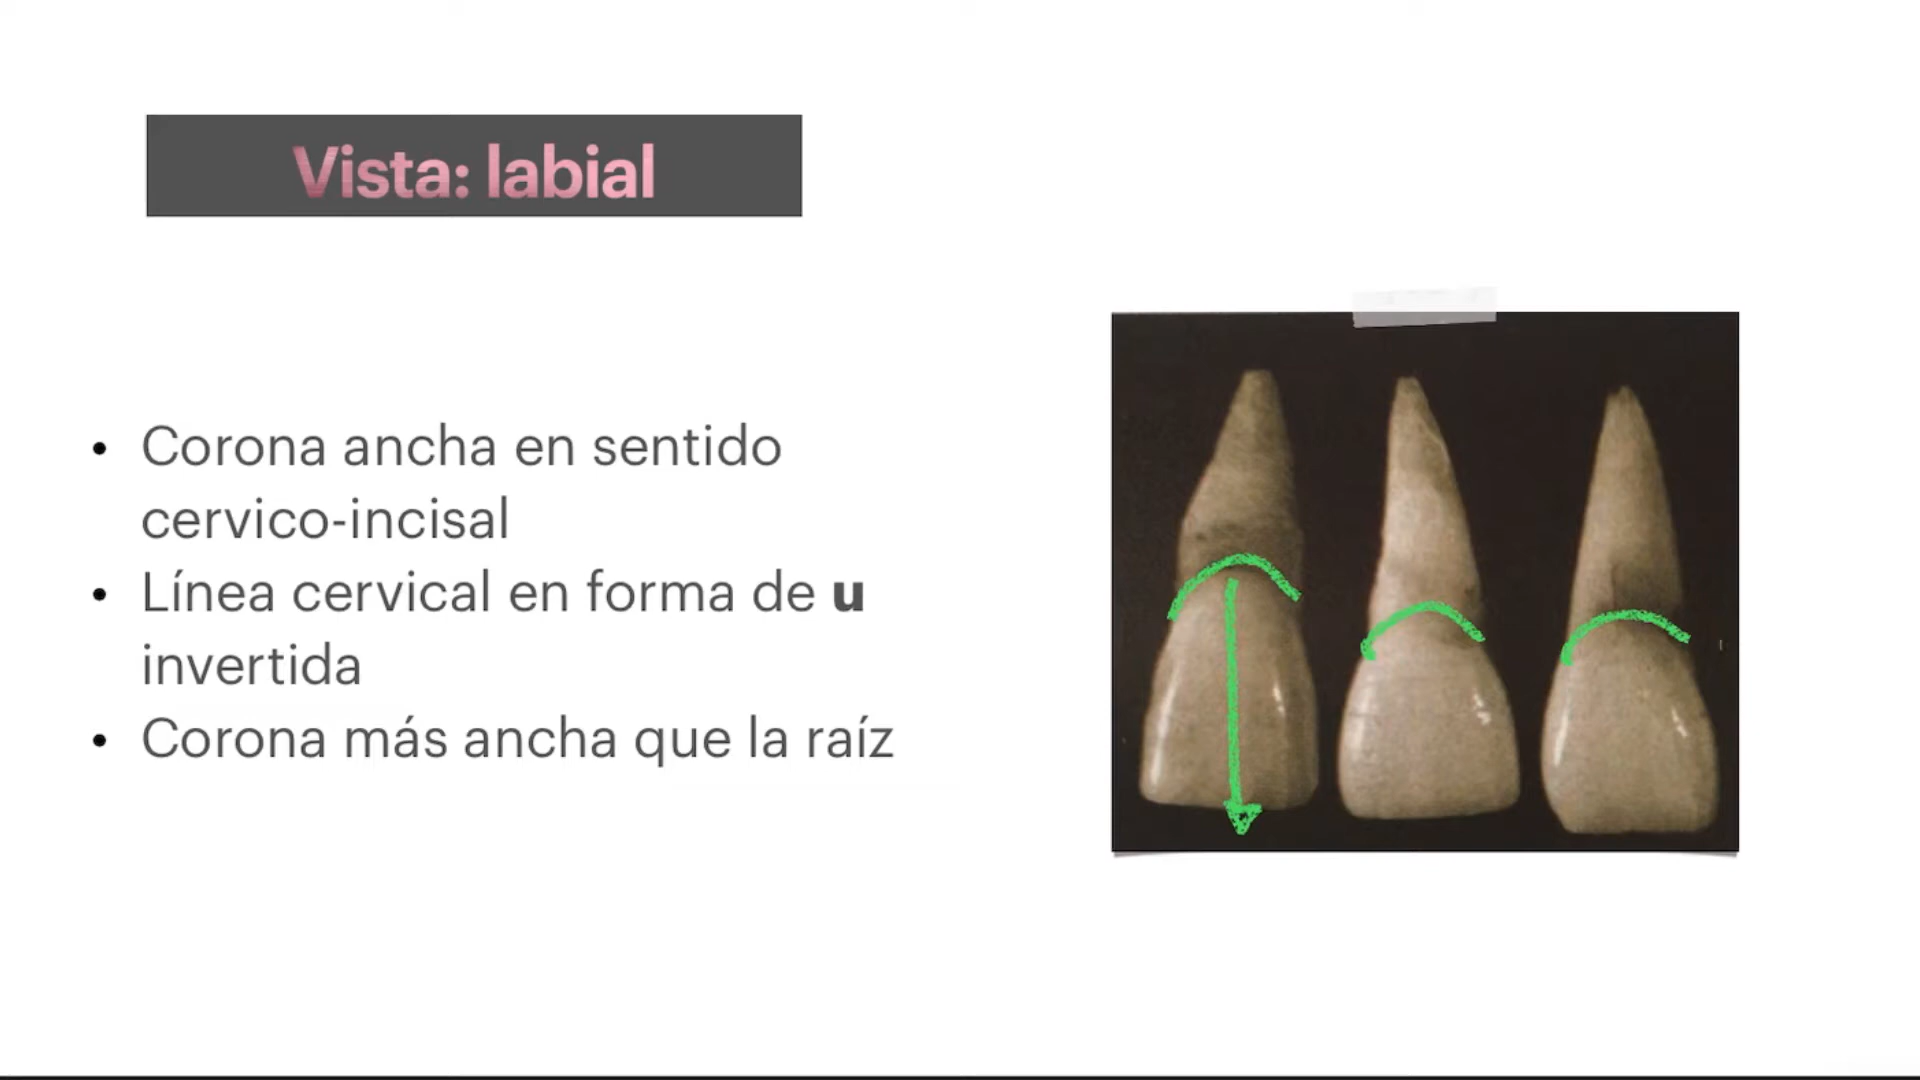 Vista: labial
• Corona ancha en sentido
cervico-incisal
• Línea cervical en forma de u
invertida
• Corona más ancha que la raíz